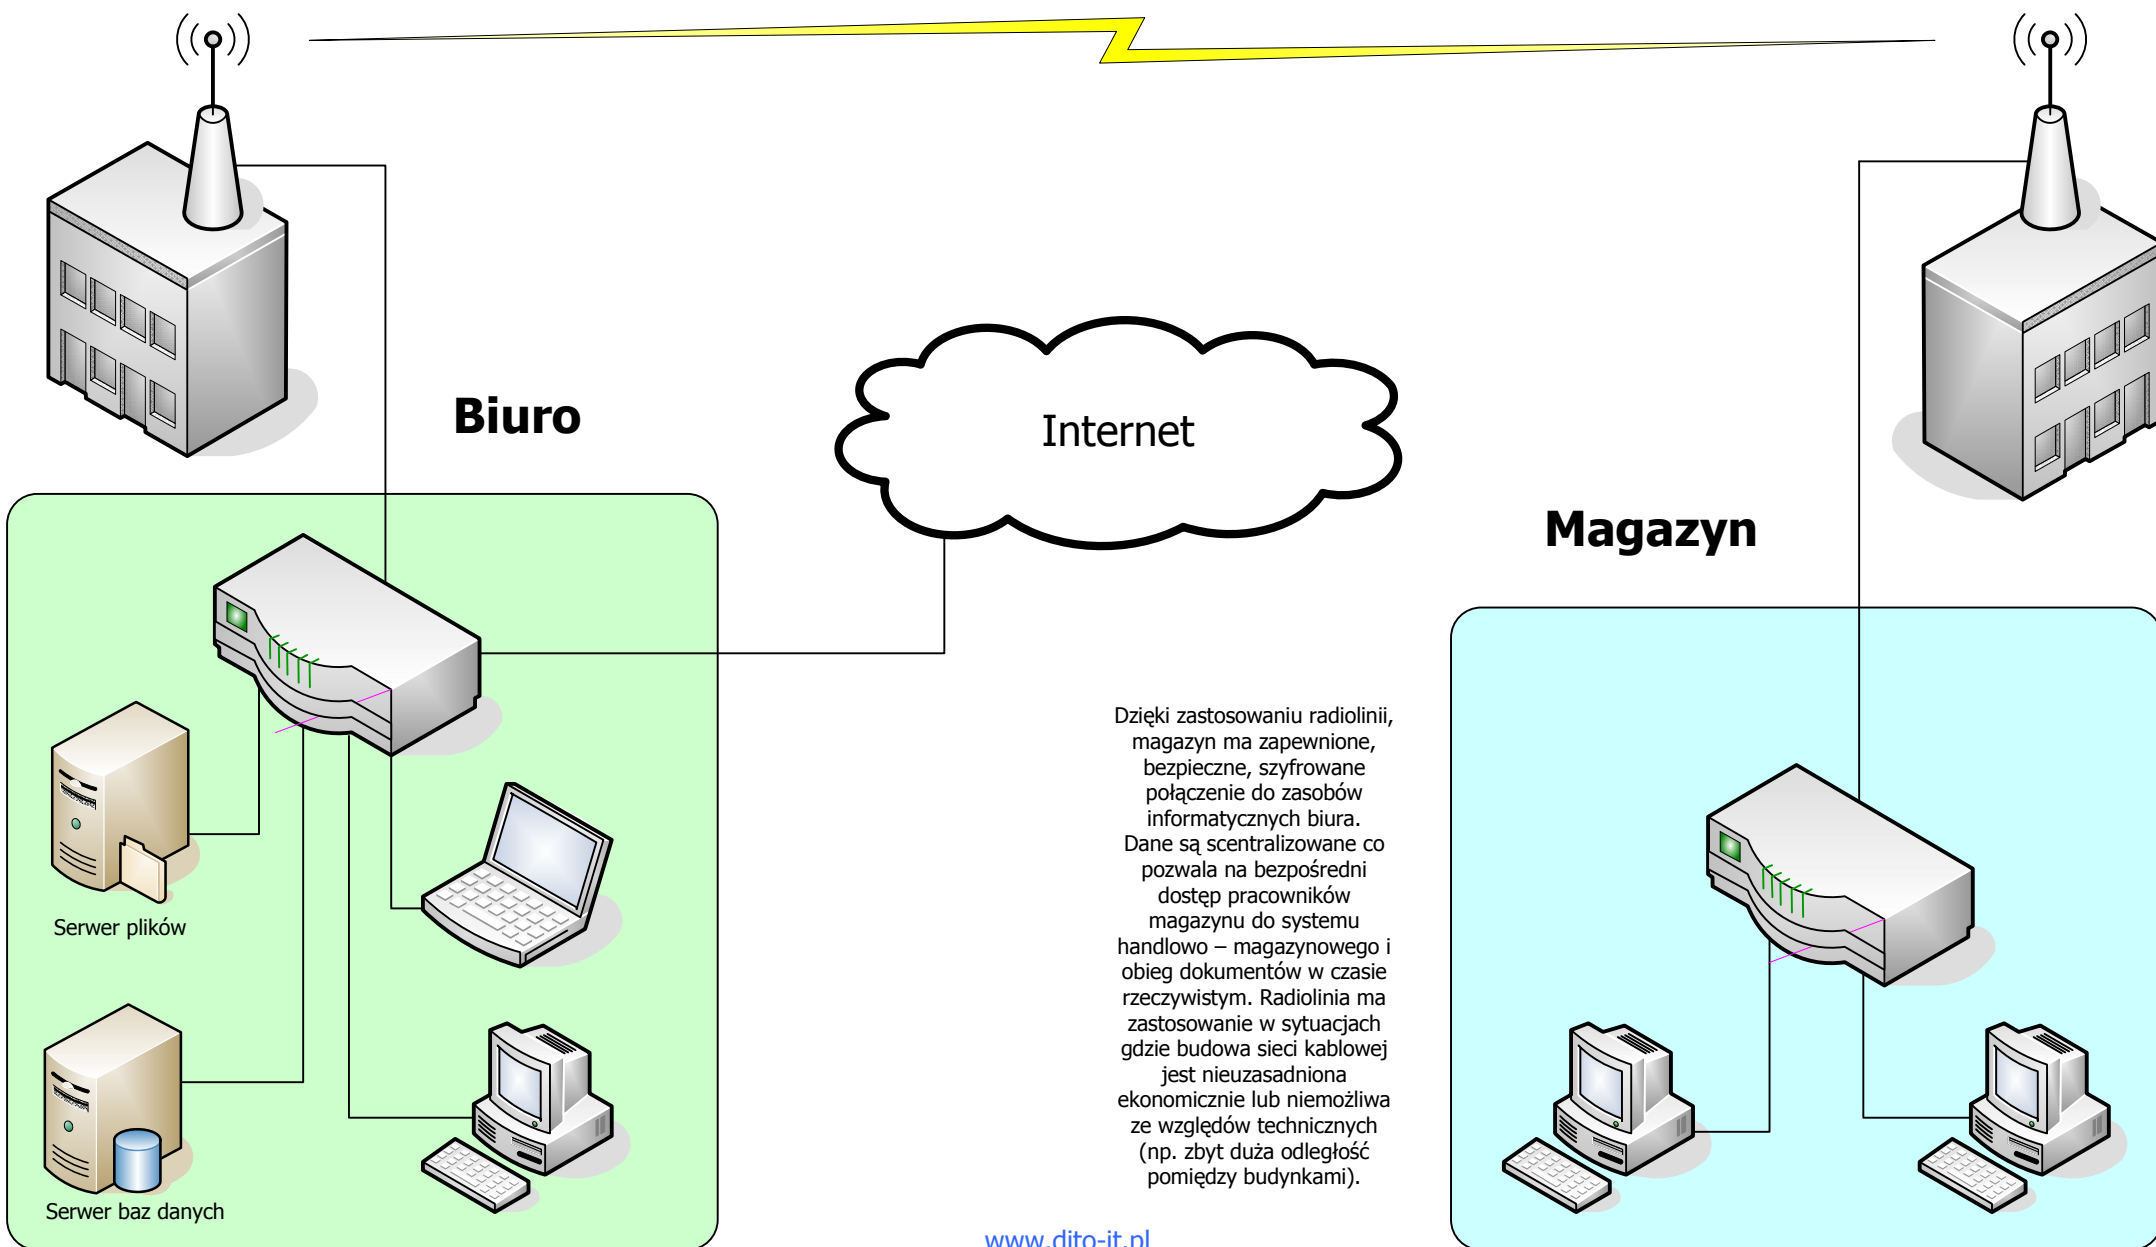 Biuro
Internet
Magazyn
Dzięki zastosowaniu radiolinii,
magazyn ma zapewnione,
bezpieczne, szyfrowane
połączenie do zasobów
informatycznych biura.
Dane są scentralizowane co
pozwala na bezpośredni
dostęp pracowników
magazynu do systemu
handlowo – magazynowego i
obieg dokumentów w czasie
rzeczywistym. Radiolinia ma
zastosowanie w sytuacjach
gdzie budowa sieci kablowej
jest nieuzasadniona
ekonomicznie lub niemożliwa
ze względów technicznych
(np. zbyt duża odległość
pomiędzy budynkami).
Serwer plików
Serwer baz danych
www.dito-it.pl